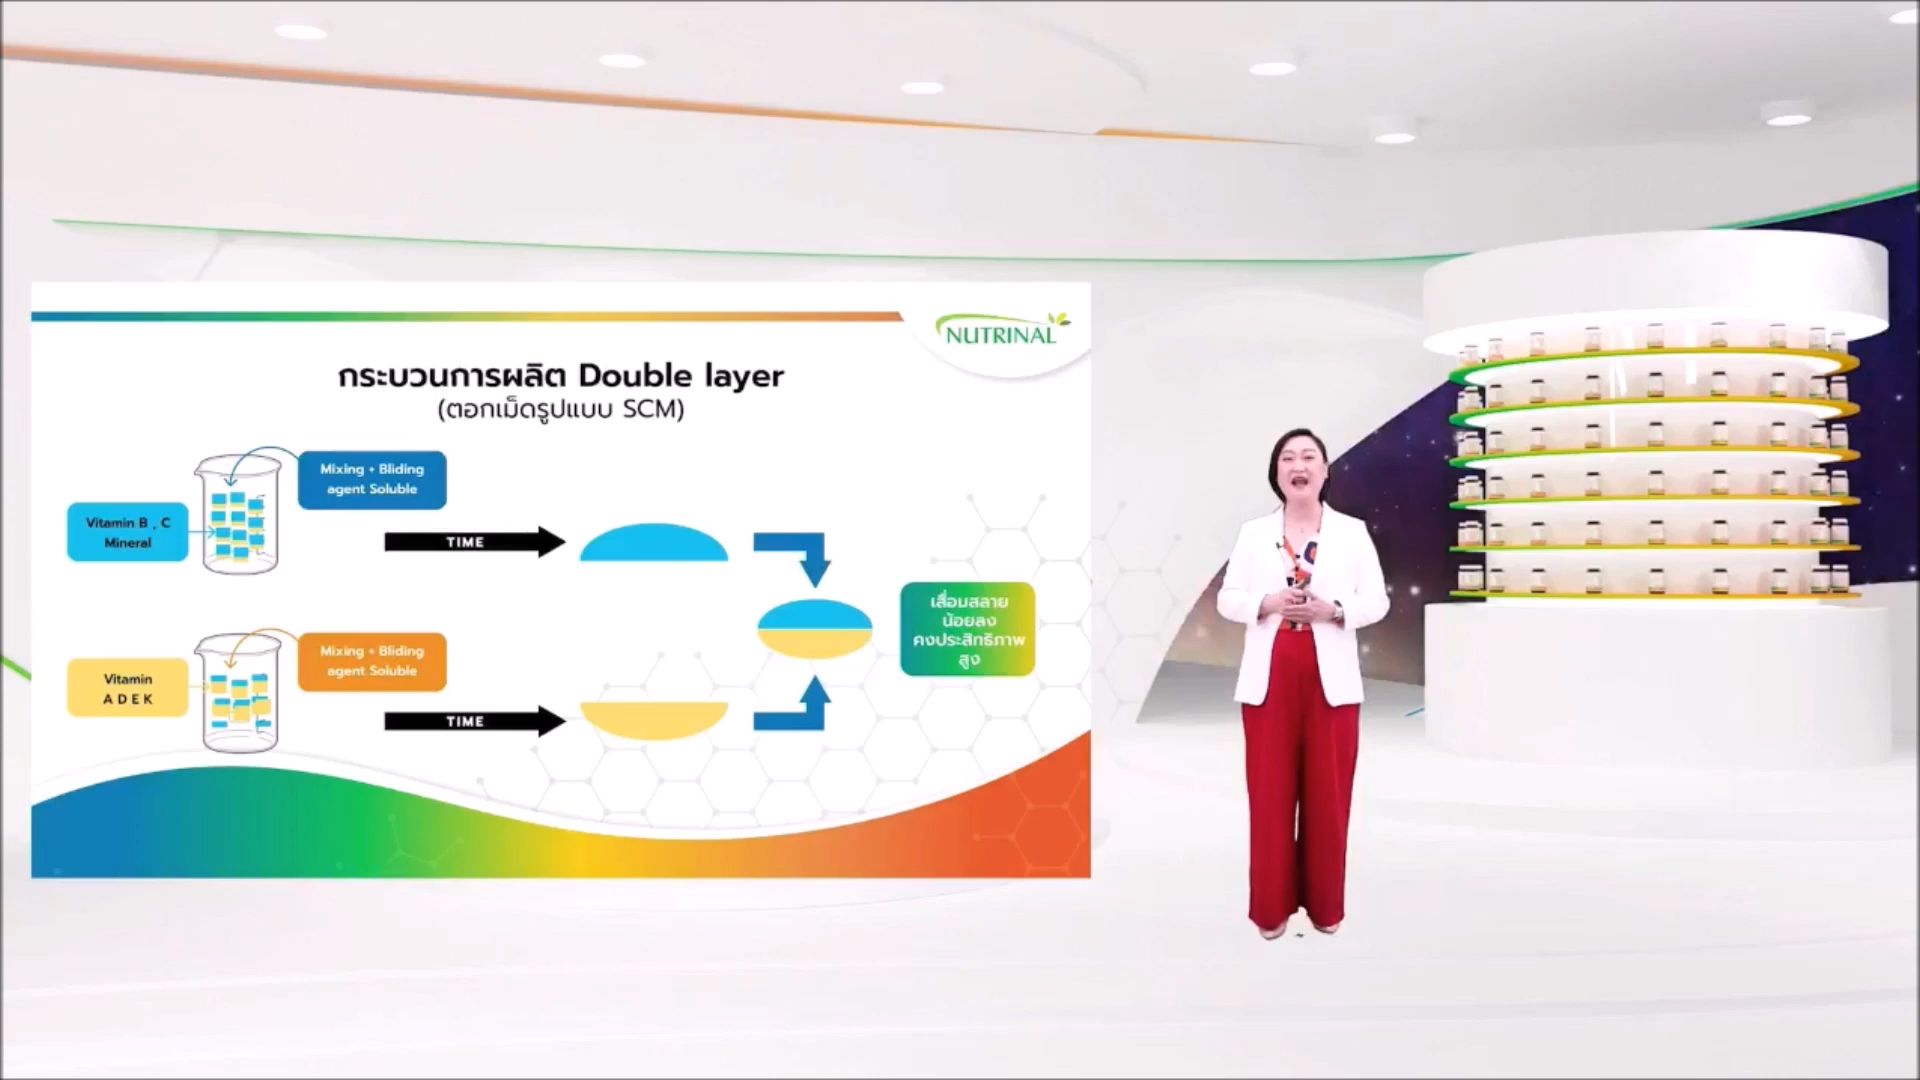 NUTRINAL
กระบวนการผลิต Double layer
(ตอกเม็ดรูปแบบ SCM)
Mixing + Bliding
agent Soluble
Vitamin B , C
Mineral
TIME
เสื่อมสลาย
น้อยลง
คงประสิทธิภาพ
สูง
Mixing + Bliding
agent Soluble
Vitamin
A D E K
TIME